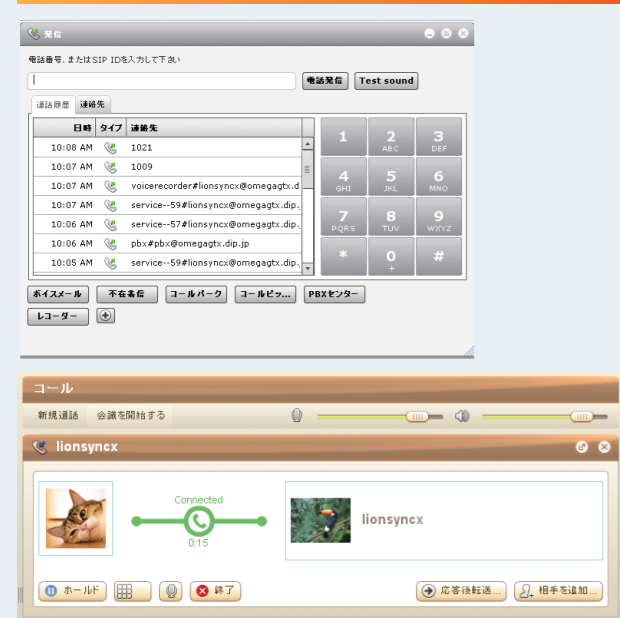 発信
電話番号、またはSIP IDを入力して下さい
電話発信 Test sound
通話履歴 連絡先
日時 タイプ 連絡先
10:08 AM 1021
10:07 AM 1009
10:07 AM voicerecorder#lionsyncx@omegagtx.d
10:07 AM service--59#lionsyncx@omegagtx.dip.
10:06 AM service--57#lionsyncx@omegagtx.dip.
10:06 AM pbx#pbx@omegagtx.dip.jp
10:05 AM service--59#lionsyncx@omegagtx.dip.
1 2 ABC 3 DEF
4 GHI 5 JKL 6 MNO
7 PQRS 8 TUV 9 WXYZ
* 0 + #
ボイスメール 不在着信 コールパーク コールピッ... PBXセンター
レコーダー
コール
新規通話 会議を開始する
lionsyncx
Connected
0:15
lionsyncx
ホールド 終了 応答後転送... 相手を追加...